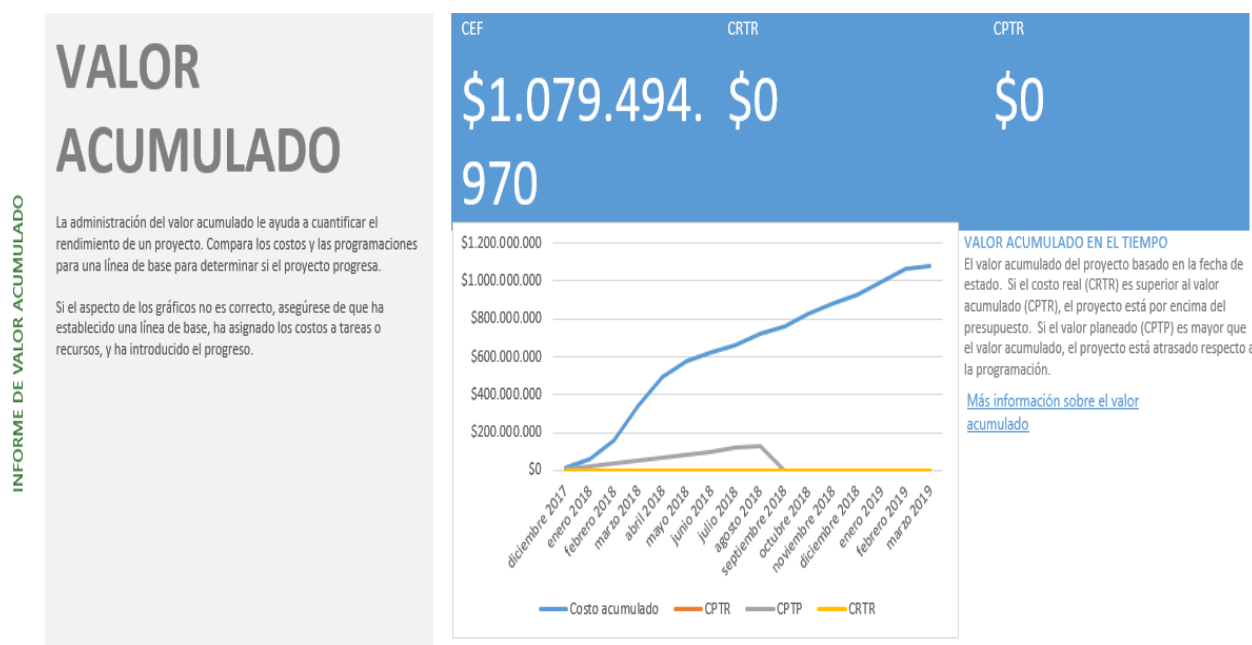 INFORME DE VALOR ACUMULADO
VALOR
ACUMULADO
La administración del valor acumulado le ayuda a cuantificar el
rendimiento de un proyecto. Compara los costos y las programaciones
para una línea de base para determinar si el proyecto progresa.
Si el aspecto de los gráficos no es correcto, asegúrese de que ha
establecido una línea de base, ha asignado los costos a tareas o
recursos, y ha introducido el progreso.
CEF
$1.079.494.
970
CRTR
$0
CPTR
$0
$1.200.000.000
$1.000.000.000
$800.000.000
$600.000.000
$400.000.000
$200.000.000
$0
diciembre 2017
enero 2018
febrero 2018
marzo 2018
abril 2018
mayo 2018
junio 2018
julio 2018
agosto 2018
septiembre 2018
octubre 2018
noviembre 2018
diciembre 2018
enero 2019
febrero 2019
marzo 2019
Costo acumulado
CPTR
CPTP
CRTR
VALOR ACUMULADO EN EL TIEMPO
El valor acumulado del proyecto basado en la fecha de
estado. Si el costo real (CRTR) es superior al valor
acumulado (CPTR), el proyecto está por encima del
presupuesto. Si el valor planeado (CPTP) es mayor que
el valor acumulado, el proyecto está atrasado respecto a
la programación.
Más información sobre el valor
acumulado